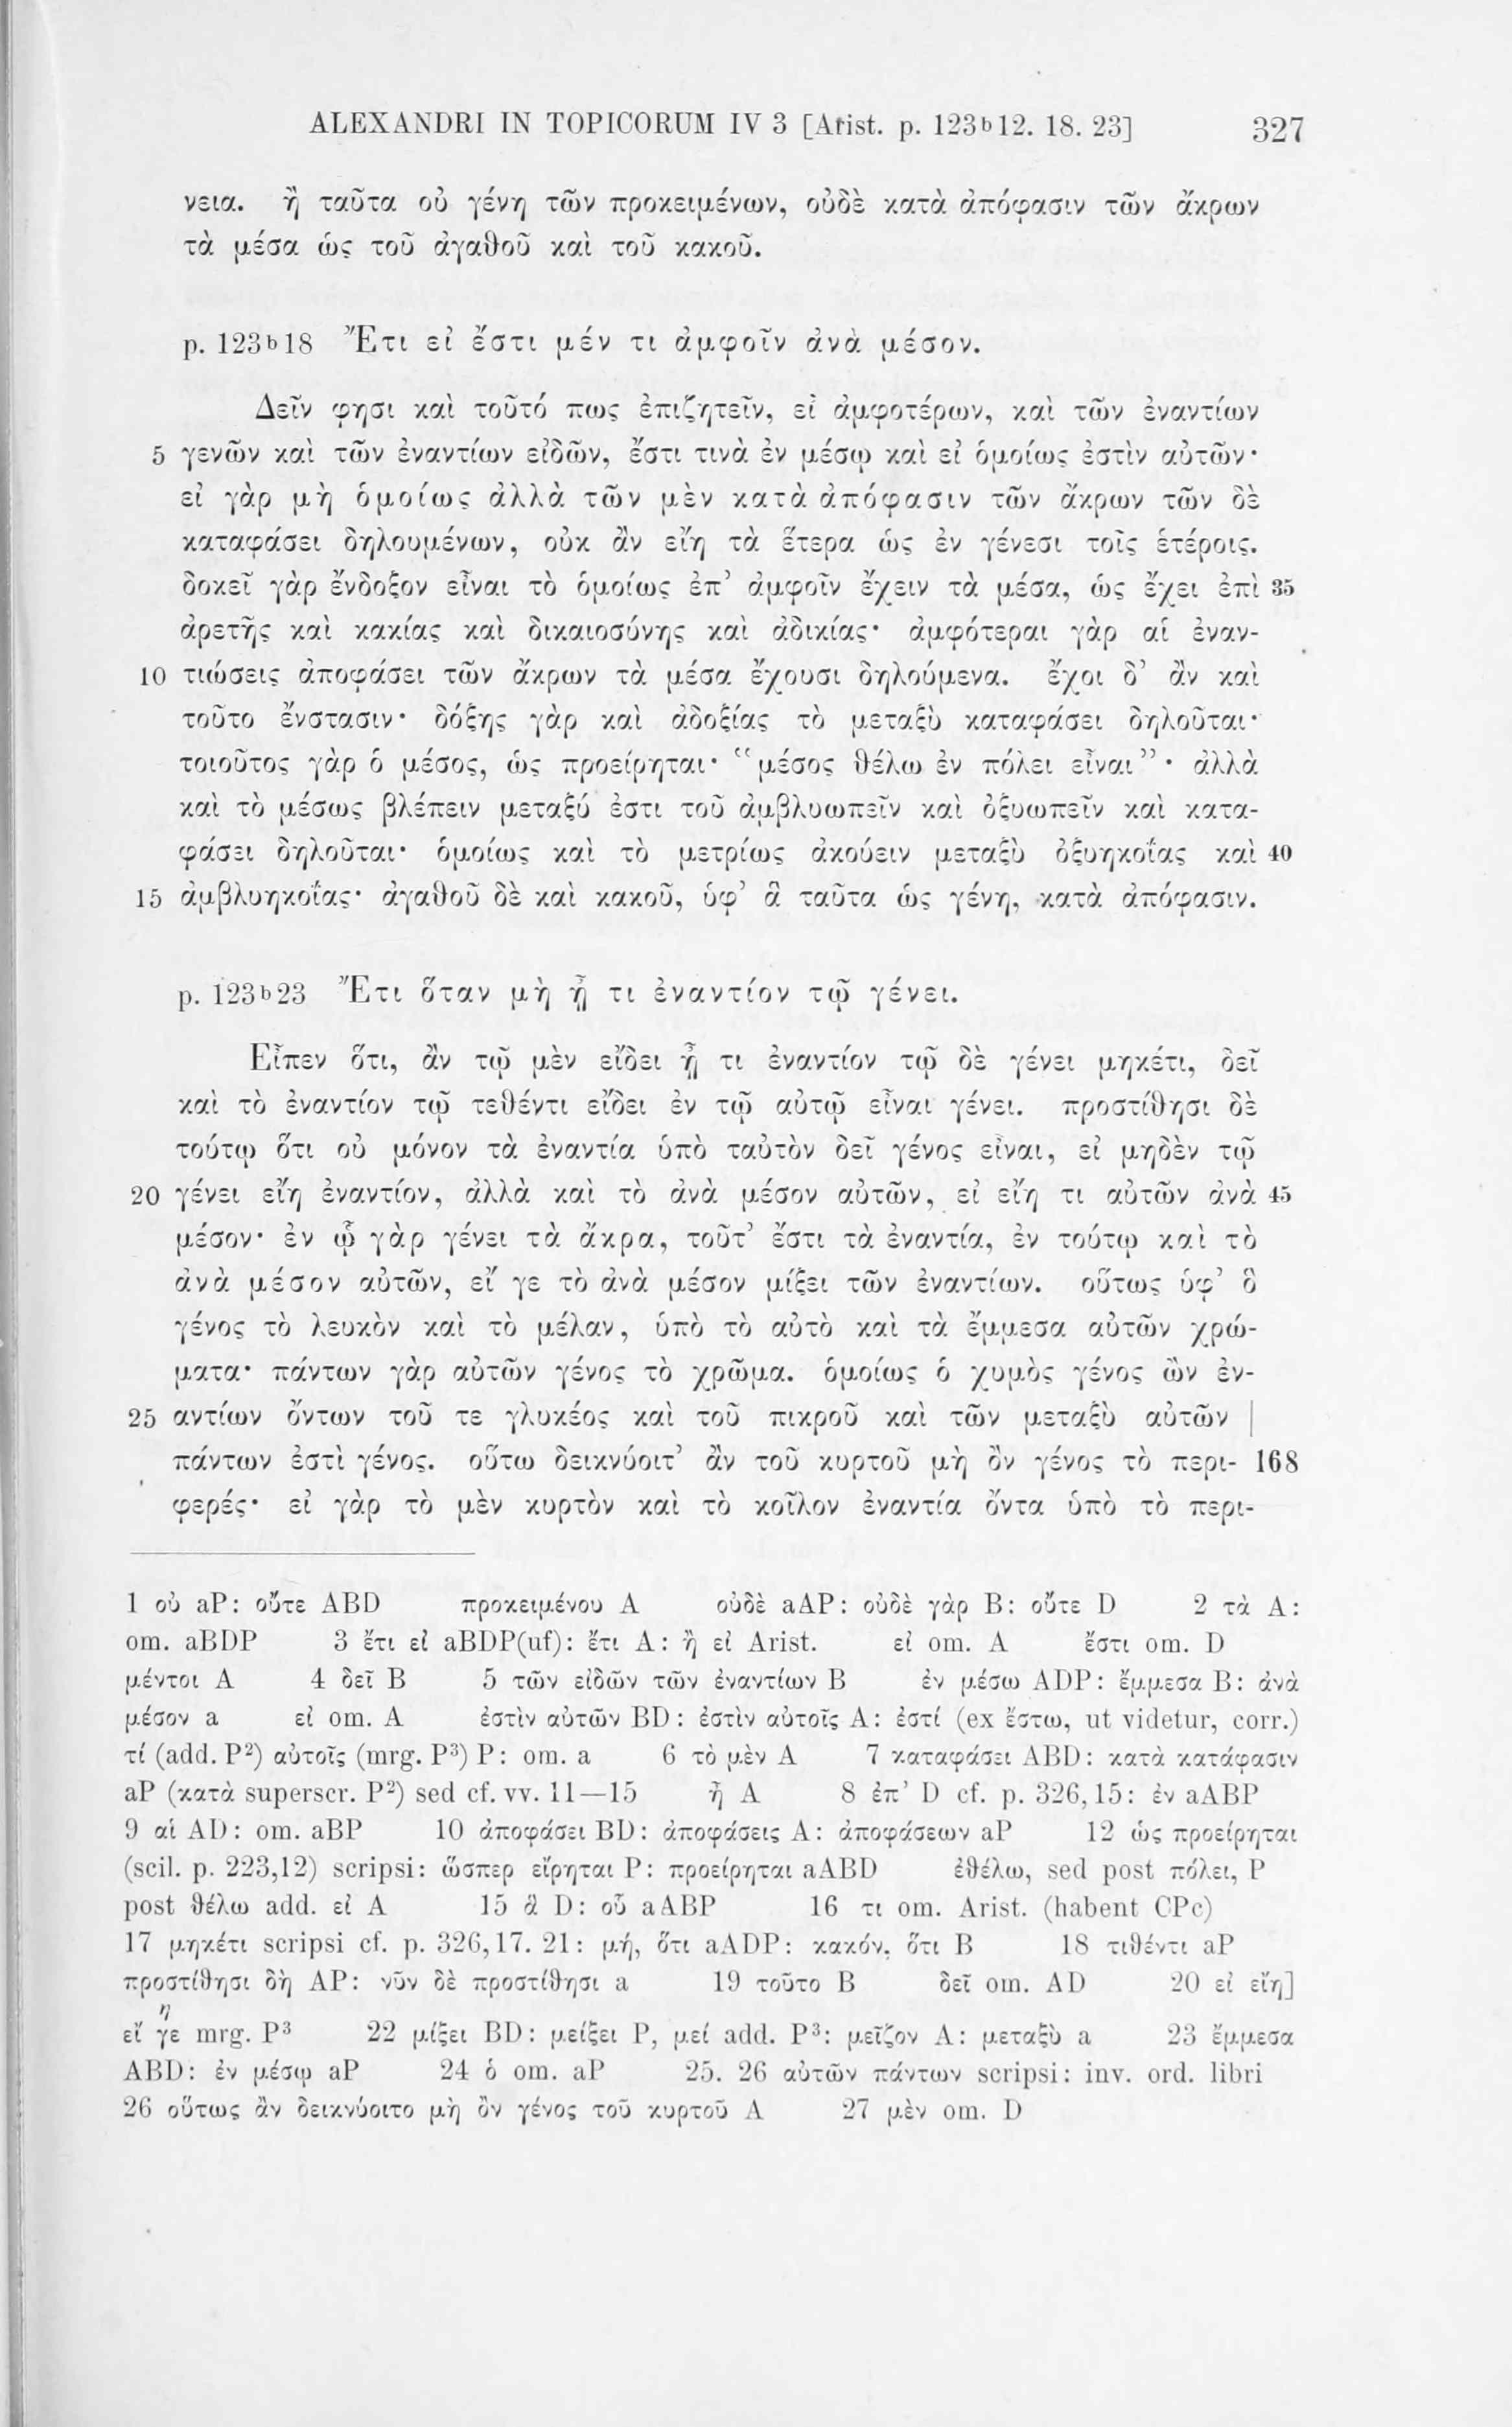 ALEXANDRI IN TOPICORUM IV 3 [Arist. p. 123b12. 18. 23] 327
νεια. ἢ ταῦτα οὐ γένη τῶν προκειμένων, οὐδὲ κατὰ ἀπόφασιν τῶν ἄκρων
τὰ μέσα ὡς τοῦ ἀγαθοῦ καὶ τοῦ κακοῦ.
p. 123b18 Ἔτι εἰ ἔστι μέν τι ἀμφοῖν ἀνὰ μέσον.
Δεῖν φησι καὶ τοῦτό πως ἐπιζητεῖν, εἰ ἀμφοτέρων, καὶ τῶν ἐναντίων
5 γενῶν καὶ τῶν ἐναντίων εἰδῶν, ἔστι τινὰ ἐν μέσῳ καὶ εἰ ὁμοίως ἐστὶν αὐτῶν·
εἰ γὰρ μὴ ὁμοίως ἀλλὰ τῶν μὲν κατὰ ἀπόφασιν τῶν ἄκρων τῶν δὲ
καταφάσει δηλουμένων, οὐκ ἂν εἴη τὰ ἕτερα ὡς ἐν γένεσι τοῖς ἑτέροις.
δοκεῖ γὰρ ἔνδοξον εἶναι τὸ ὁμοίως ἐπ’ ἀμφοῖν ἔχειν τὰ μέσα, ὡς ἔχει ἐπὶ 35
ἀρετῆς καὶ κακίας καὶ δικαιοσύνης καὶ ἀδικίας· ἀμφότεραι γὰρ αἱ ἐναν-
10 τιώσεις ἀποφάσει τῶν ἄκρων τὰ μέσα ἔχουσι δηλούμενα. ἔχοι δ’ ἂν καὶ
τοῦτο ἔνστασιν· δόξης γὰρ καὶ ἀδοξίας τὸ μεταξὺ καταφάσει δηλοῦται·
τοιοῦτος γὰρ ὁ μέσος, ὡς προείρηται· “μέσος θέλω ἐν πόλει εἶναι”· ἀλλὰ
καὶ τὸ μέσως βλέπειν μεταξύ ἐστι τοῦ ἀμβλυωπεῖν καὶ ὀξυωπεῖν καὶ κατα-
φάσει δηλοῦται· ὁμοίως καὶ τὸ μετρίως ἀκούειν μεταξὺ ὀξυηκοΐας καὶ 40
15 ἀμβλυηκοΐας· ἀγαθοῦ δὲ καὶ κακοῦ, ὑφ’ ἃ ταῦτα ὡς γένη, κατὰ ἀπόφασιν.
p. 123b23 Ἔτι ὅταν μὴ ᾖ τι ἐναντίον τῷ γένει.
Εἶπεν ὅτι, ἂν τῷ μὲν εἴδει ᾖ τι ἐναντίον τῷ δὲ γένει μηκέτι, δεῖ
καὶ τὸ ἐναντίον τῷ τεθέντι εἴδει ἐν τῷ αὐτῷ εἶναι γένει. προστίθησι δὲ
τούτῳ ὅτι οὐ μόνον τὰ ἐναντία ὑπὸ ταὐτὸν δεῖ γένος εἶναι, εἰ μηδὲν τῷ
20 γένει εἴη ἐναντίον, ἀλλὰ καὶ τὸ ἀνὰ μέσον αὐτῶν, εἰ εἴη τι αὐτῶν ἀνὰ 45
μέσον· ἐν ᾧ γὰρ γένει τὰ ἄκρα, τοῦτ’ ἔστι τὰ ἐναντία, ἐν τούτῳ καὶ τὸ
ἀνὰ μέσον αὐτῶν, εἴ γε τὸ ἀνὰ μέσον μίξει τῶν ἐναντίων. οὕτως ὑφ’ ὃ
γένος τὸ λευκὸν καὶ τὸ μέλαν, ὑπὸ τὸ αὐτὸ καὶ τὰ ἔμμεσα αὐτῶν χρώ-
ματα· πάντων γὰρ αὐτῶν γένος τὸ χρῶμα. ὁμοίως ὁ χυμὸς γένος ὢν ἐν-
25 αντίων ὄντων τοῦ τε γλυκέος καὶ τοῦ πικροῦ καὶ τῶν μεταξὺ αὐτῶν |
πάντων ἐστὶ γένος. οὕτω δεικνύοιτ’ ἂν τοῦ κυρτοῦ μὴ ὂν γένος τὸ περι- 168
φερές· εἰ γὰρ τὸ μὲν κυρτὸν καὶ τὸ κοῖλον ἐναντία ὄντα ὑπὸ τὸ περι-
1 οὐ aP: οὔτε ABD προκειμένου A οὐδὲ aAP: οὐδὲ γὰρ B: οὔτε D 2 τὰ A:
om. aBDP 3 ἔτι εἰ aBDP(uf): ἔτι A: ἢ εἰ Arist. εἰ om. A ἔστι om. D
μέντοι A 4 δεῖ B 5 τῶν εἰδῶν τῶν ἐναντίων B ἐν μέσω ADP: ἔμμεσα B: ἀνὰ
μέσον a εἰ om. A ἐστὶν αὐτῶν BD: ἐστὶν αὐτοῖς A: ἐστί (ex ἔστω, ut videtur, corr.)
τί (add. P²) αὐτοῖς (mrg. P³) P: om. a 6 τὸ μὲν A 7 καταφάσει ABD: κατὰ κατάφασιν
aP (κατὰ superscr. P²) sed cf. vv. 11—15 ἦ A 8 ἐπ’ D cf. p. 326,15: ἐν aABP
9 αἱ AD: om. aBP 10 ἀποφάσει BD: ἀποφάσεις A: ἀποφάσεων aP 12 ὡς προείρηται
(scil. p. 223,12) scripsi: ὥσπερ εἴρηται P: προείρηται aABD ἐθέλω, sed post πόλει, P
post θέλω add. εἰ A 15 ἃ D: οὗ aABP 16 τι om. Arist. (habent CPc)
17 μηκέτι scripsi cf. p. 326,17. 21: μή, ὅτι aADP: κακόν, ὅτι B 18 τιθέντι aP
προστίθησι δὴ AP: νῦν δὲ προστίθησι a 19 τοῦτο B δεῖ om. AD 20 εἰ εἴη]
η
εἴ γε mrg. P³ 22 μίξει BD: μείξει P, μεί add. P³: μεῖζον A: μεταξὺ a 23 ἔμμεσα
ABD: ἐν μέσῳ aP 24 ὁ om. aP 25. 26 αὐτῶν πάντων scripsi: inv. ord. libri
26 οὕτως ἂν δεικνύοιτο μὴ ὂν γένος τοῦ κυρτοῦ A 27 μὲν om. D